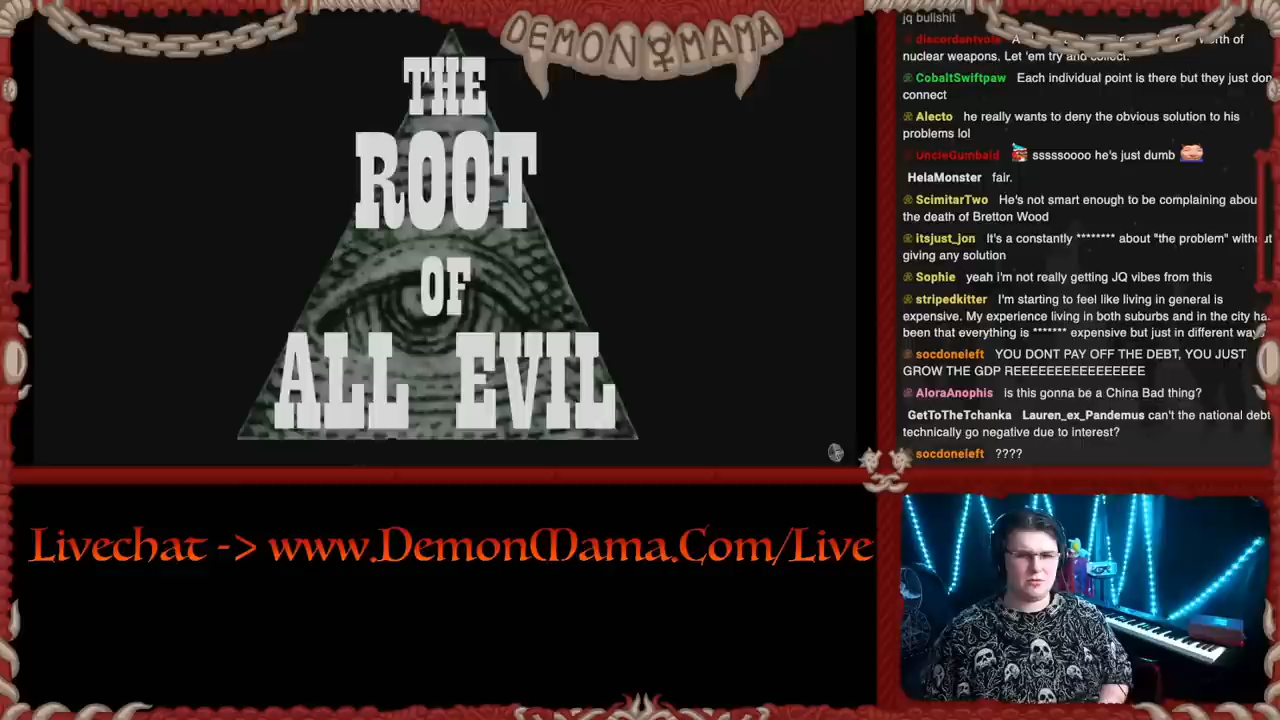 DEMON MAMA
THE
ROOT
OF
ALL EVIL
Livechat -> www.DemonMama.Com/Live
jq bullshit
discordantvote A
orth of
nuclear weapons. Let 'em try and collect.
CobaltSwiftpaw Each individual point is there but they just don
connect
Alecto he really wants to deny the obvious solution to his
problems lol
UncleGumbald sssssoooo he's just dumb
HelaMonster fair.
ScimitarTwo He's not smart enough to be complaining abou
the death of Bretton Wood
itsjust_jon It's a constantly ******** about "the problem" without
giving any solution
Sophie yeah i'm not really getting JQ vibes from this
stripedkitter I'm starting to feel like living in general is
expensive. My experience living in both suburbs and in the city ha
been that everything is ******* expensive but just in different way
socdoneleft YOU DONT PAY OFF THE DEBT, YOU JUST
GROW THE GDP REEEEEEEEEEEEEEEE
AloraAnophis is this gonna be a China Bad thing?
GetToTheTchanka Lauren_ex_Pandemus can't the national debt
technically go negative due to interest?
socdoneleft ????